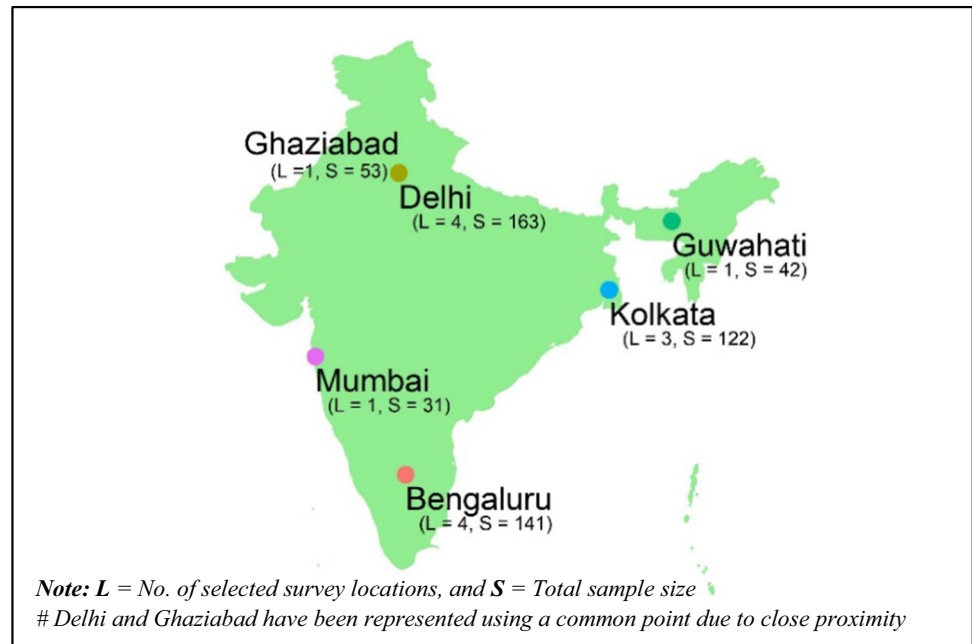 Ghaziabad
(L =1, S = 53)
Delhi
(L = 4, S = 163)
Guwahati
(L = 1, S = 42)
Kolkata
(L = 3, S = 122)
Mumbai
(L = 1, S = 31)
Bengaluru
(L = 4, S = 141)
Note: L = No. of selected survey locations, and S = Total sample size
# Delhi and Ghaziabad have been represented using a common point due to close proximity